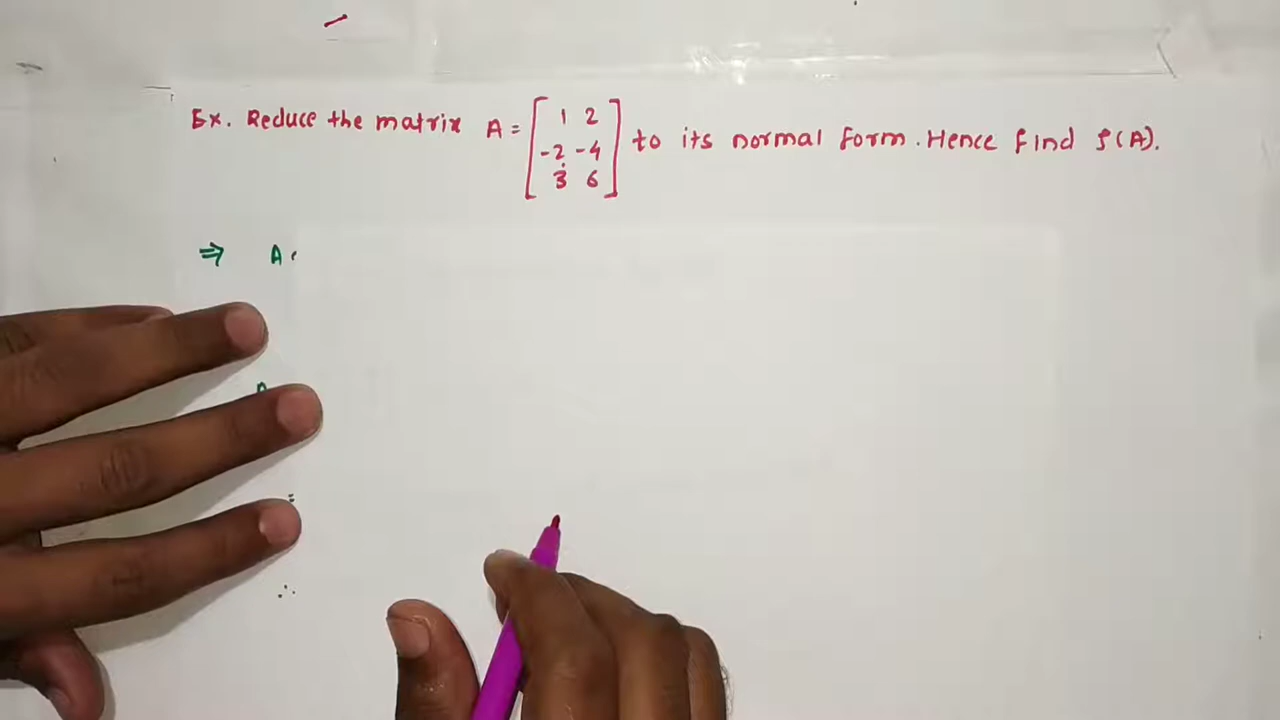 Ex. Reduce the matrix A = [ 1 2 -2 -4 3 6 ] to its normal form. Hence find ρ(A).
⇒ A
=
∴